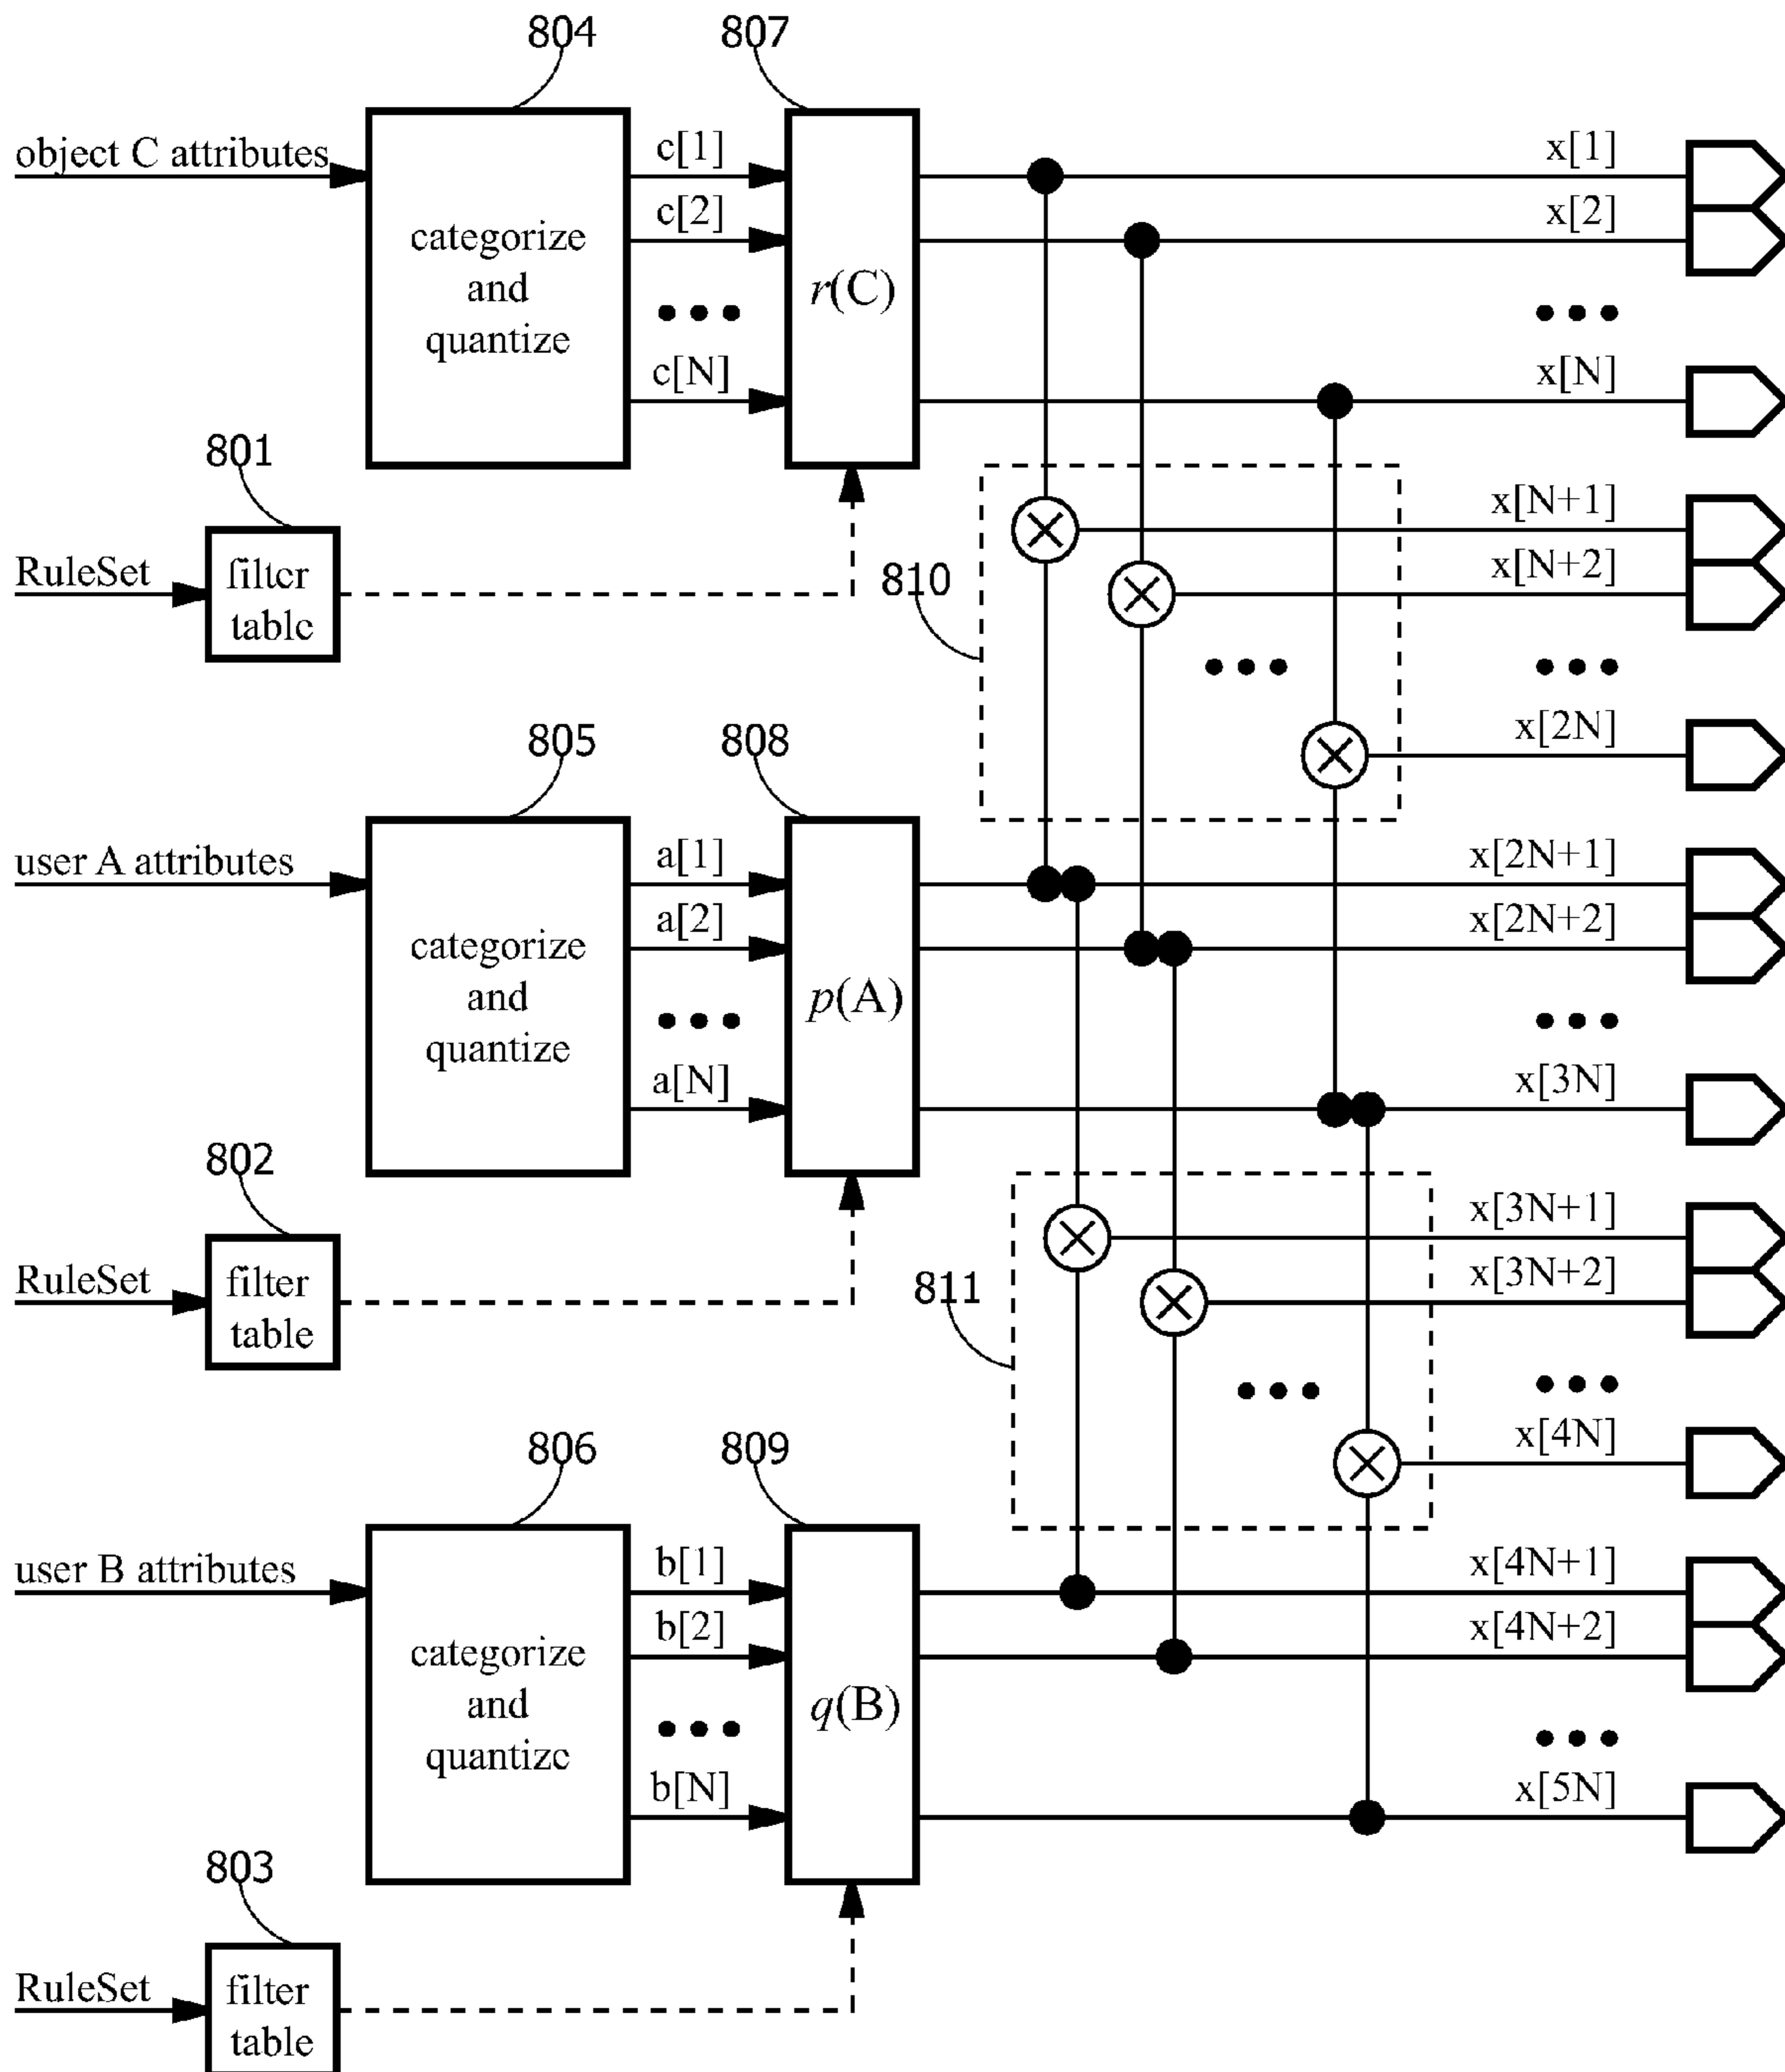 804
807
object C attributes
c[1]
x[1]
c[2]
x[2]
categorize
and
quantize
r(C)
c[N]
x[N]
801
RuleSet
filter
table
810
x[N+1]
x[N+2]
x[2N]
805
808
user A attributes
a[1]
x[2N+1]
a[2]
x[2N+2]
categorize
and
quantize
p(A)
a[N]
x[3N]
802
RuleSet
filter
table
811
x[3N+1]
x[3N+2]
x[4N]
806
809
user B attributes
b[1]
x[4N+1]
b[2]
x[4N+2]
categorize
and
quantize
q(B)
b[N]
x[5N]
803
RuleSet
filter
table